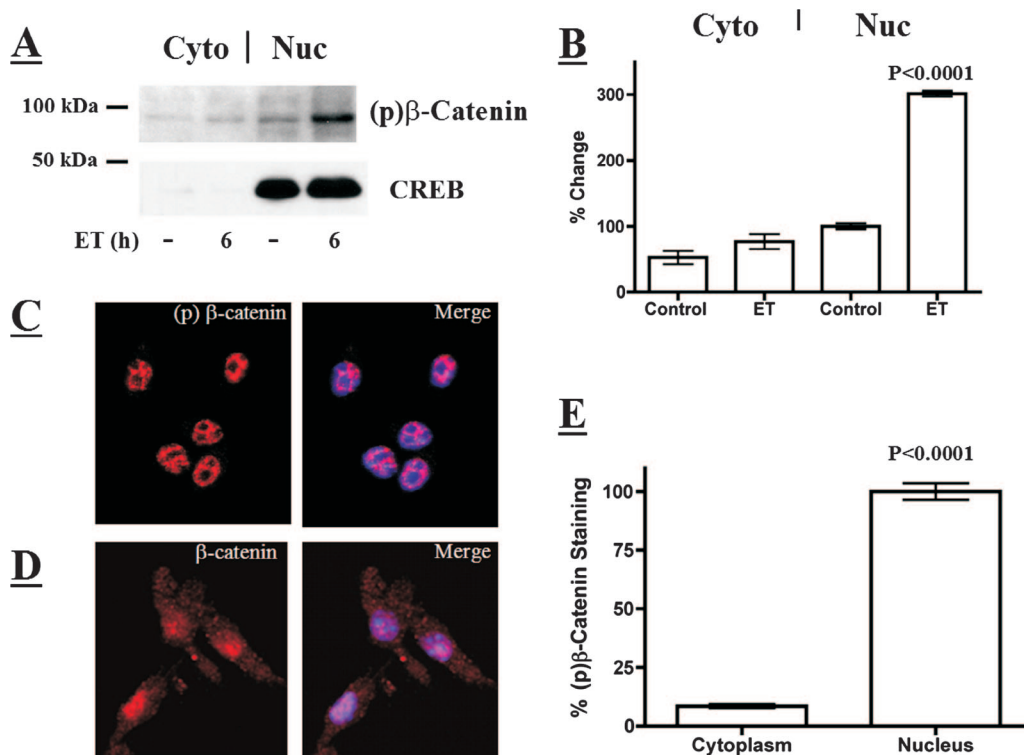 A
Cyto | Nuc
100 kDa
(p)β-Catenin
50 kDa
CREB
ET (h) - 6 - 6
B
Cyto | Nuc
P<0.0001
% Change
300
200
100
0
Control ET Control ET
C
(p) β-catenin
Merge
D
β-catenin
Merge
E
P<0.0001
% (p)β-Catenin Staining
100
75
50
25
0
Cytoplasm Nucleus